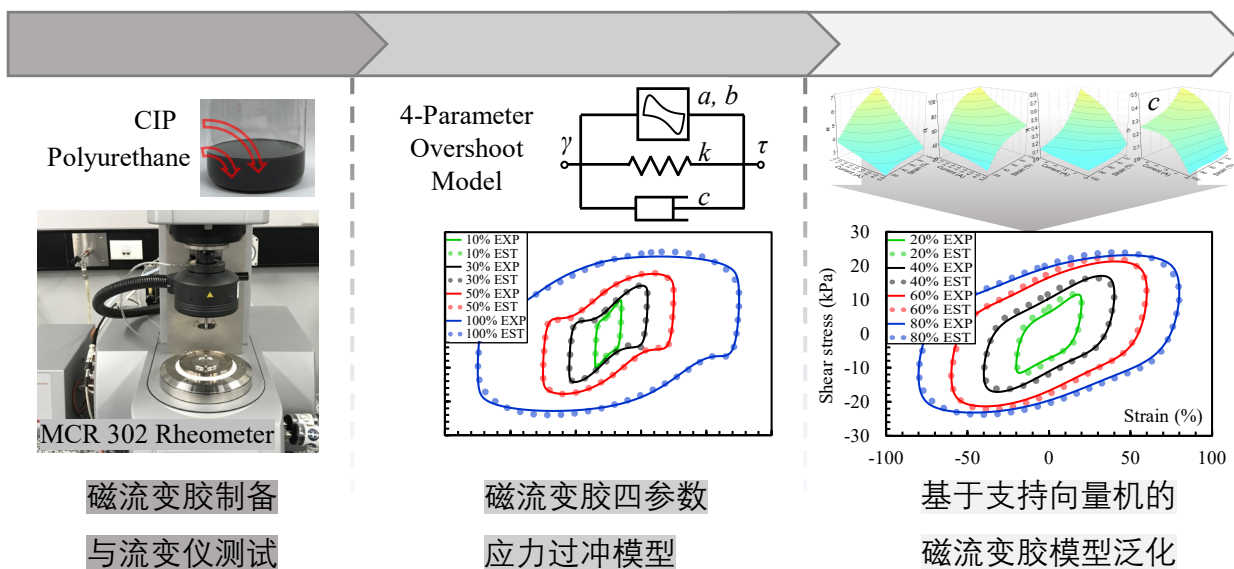 CIP
Polyurethane
MCR 302 Rheometer
磁流变胶制备
与流变仪测试
4-Parameter
Overshoot
Model
a, b
γ
k
τ
c
10% EXP
10% EST
30% EXP
30% EST
50% EXP
50% EST
100% EXP
100% EST
磁流变胶四参数
应力过冲模型
c
20% EXP
20% EST
40% EXP
40% EST
60% EXP
60% EST
80% EXP
80% EST
Shear stress (kPa)
30
20
10
0
-10
-20
-30
Strain (%)
-100
-50
0
50
100
基于支持向量机的
磁流变胶模型泛化